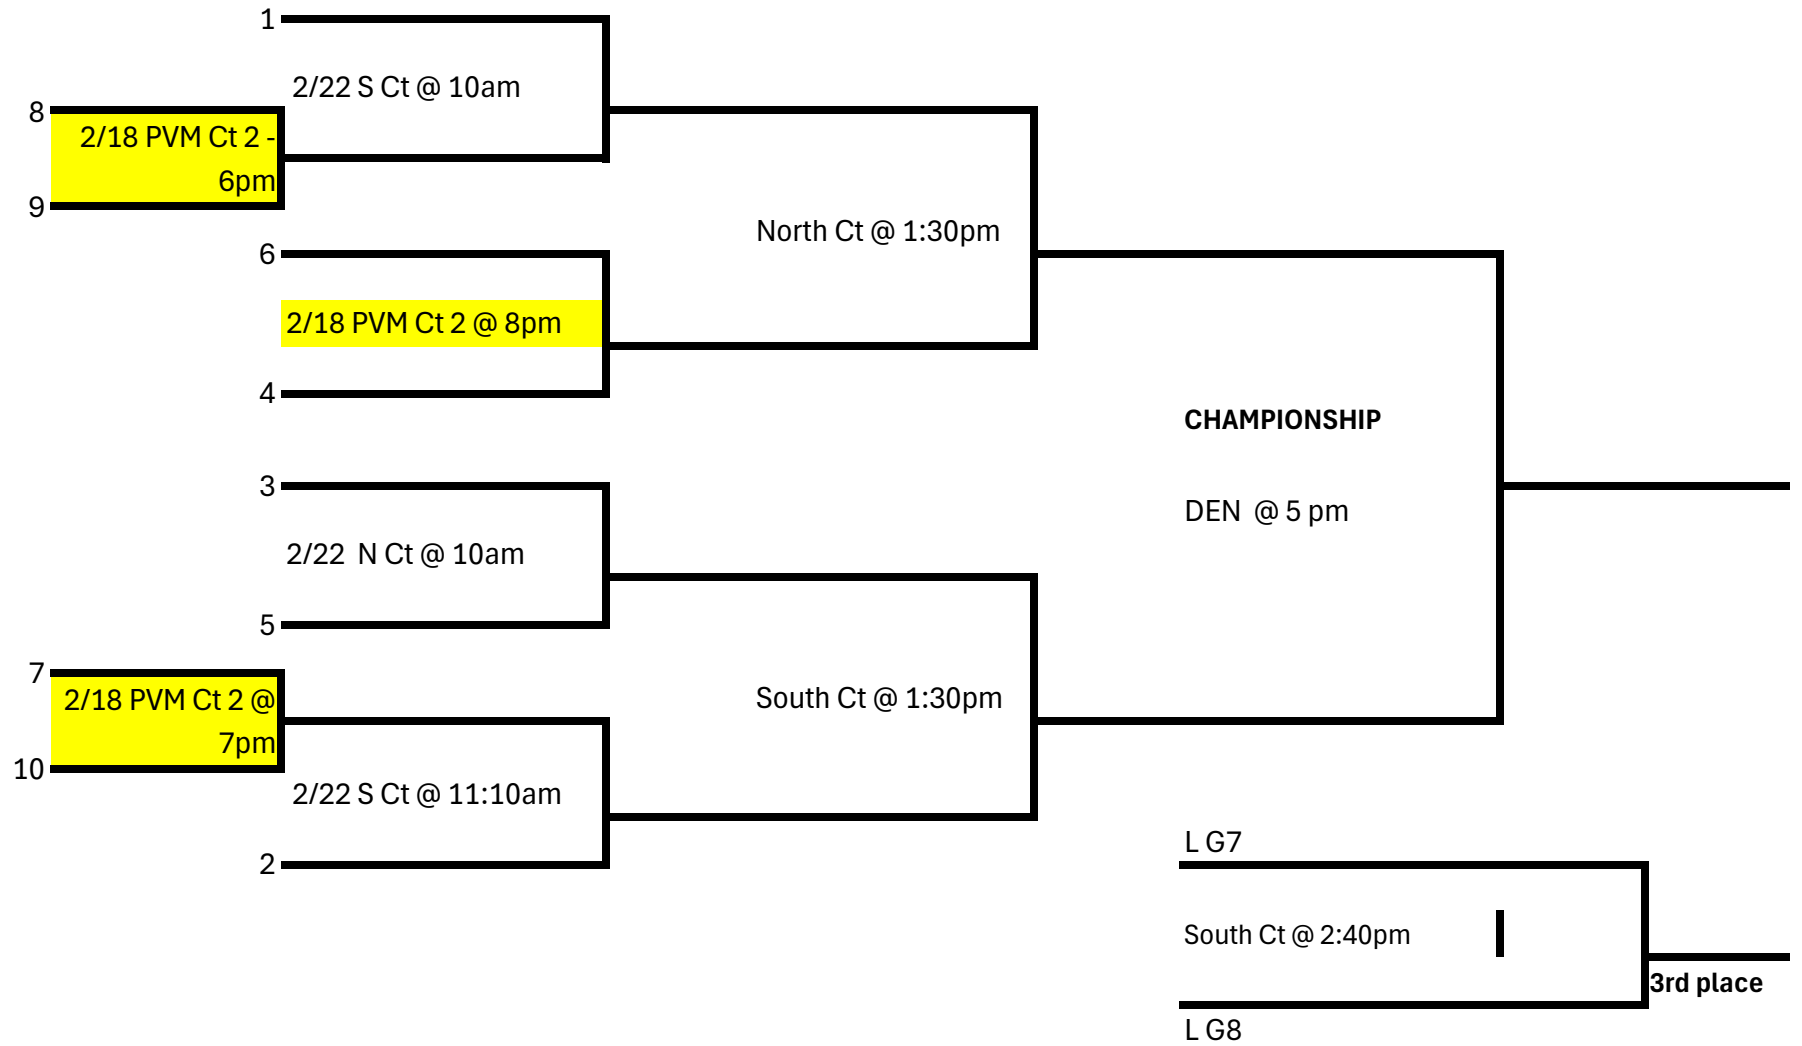 1
2/22 S Ct @ 10am
8
2/18 PVM Ct 2 -
6pm
9
North Ct @ 1:30pm
6
2/18 PVM Ct 2 @ 8pm
4
CHAMPIONSHIP
3
DEN  @ 5 pm
2/22  N Ct @ 10am
5
7
2/18 PVM Ct 2 @
7pm
South Ct @ 1:30pm
10
2/22 S Ct @ 11:10am
2
L G7
South Ct @ 2:40pm
3rd place
L G8